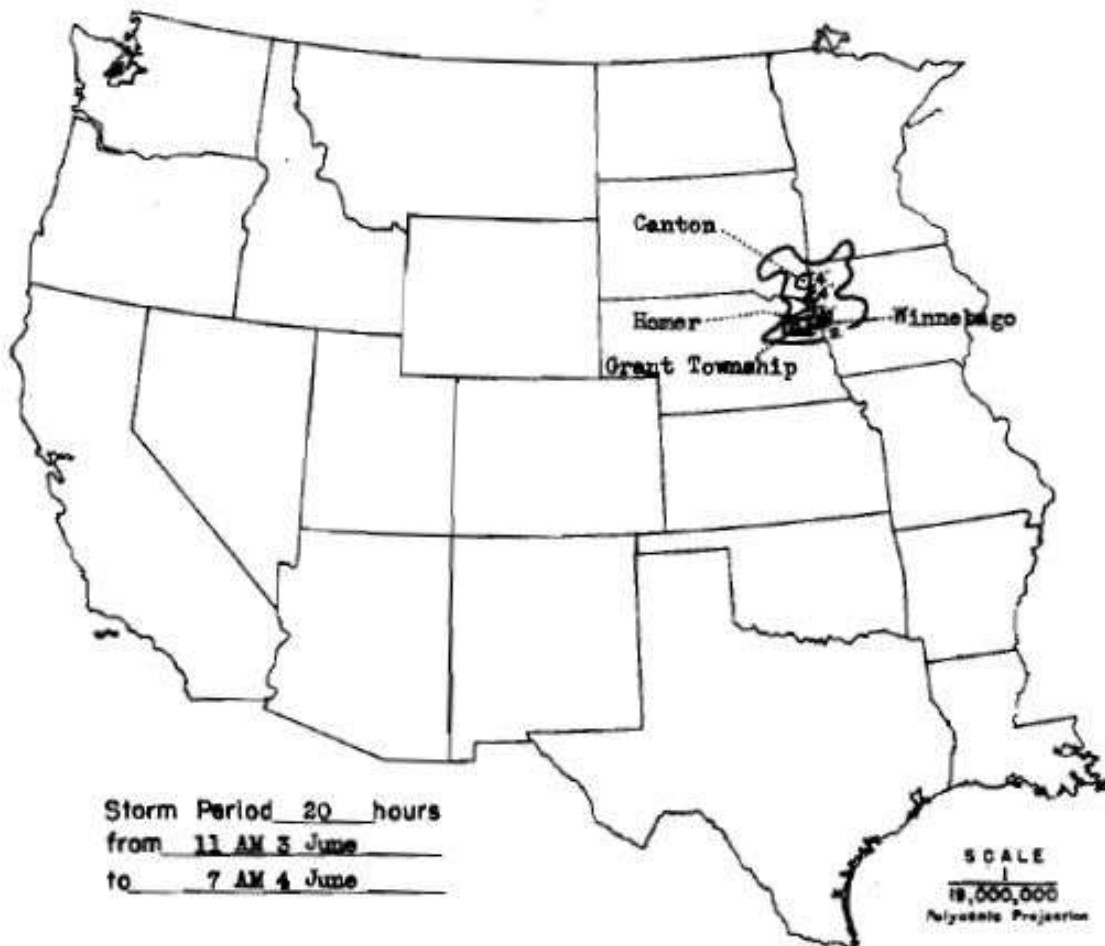 Canton
Homer
Winnebago
Grant Township
Storm Period 20 hours
from 11 AM 3 June
to 7 AM 4 June
SCALE
1
19,000,000
Polyconic Projection